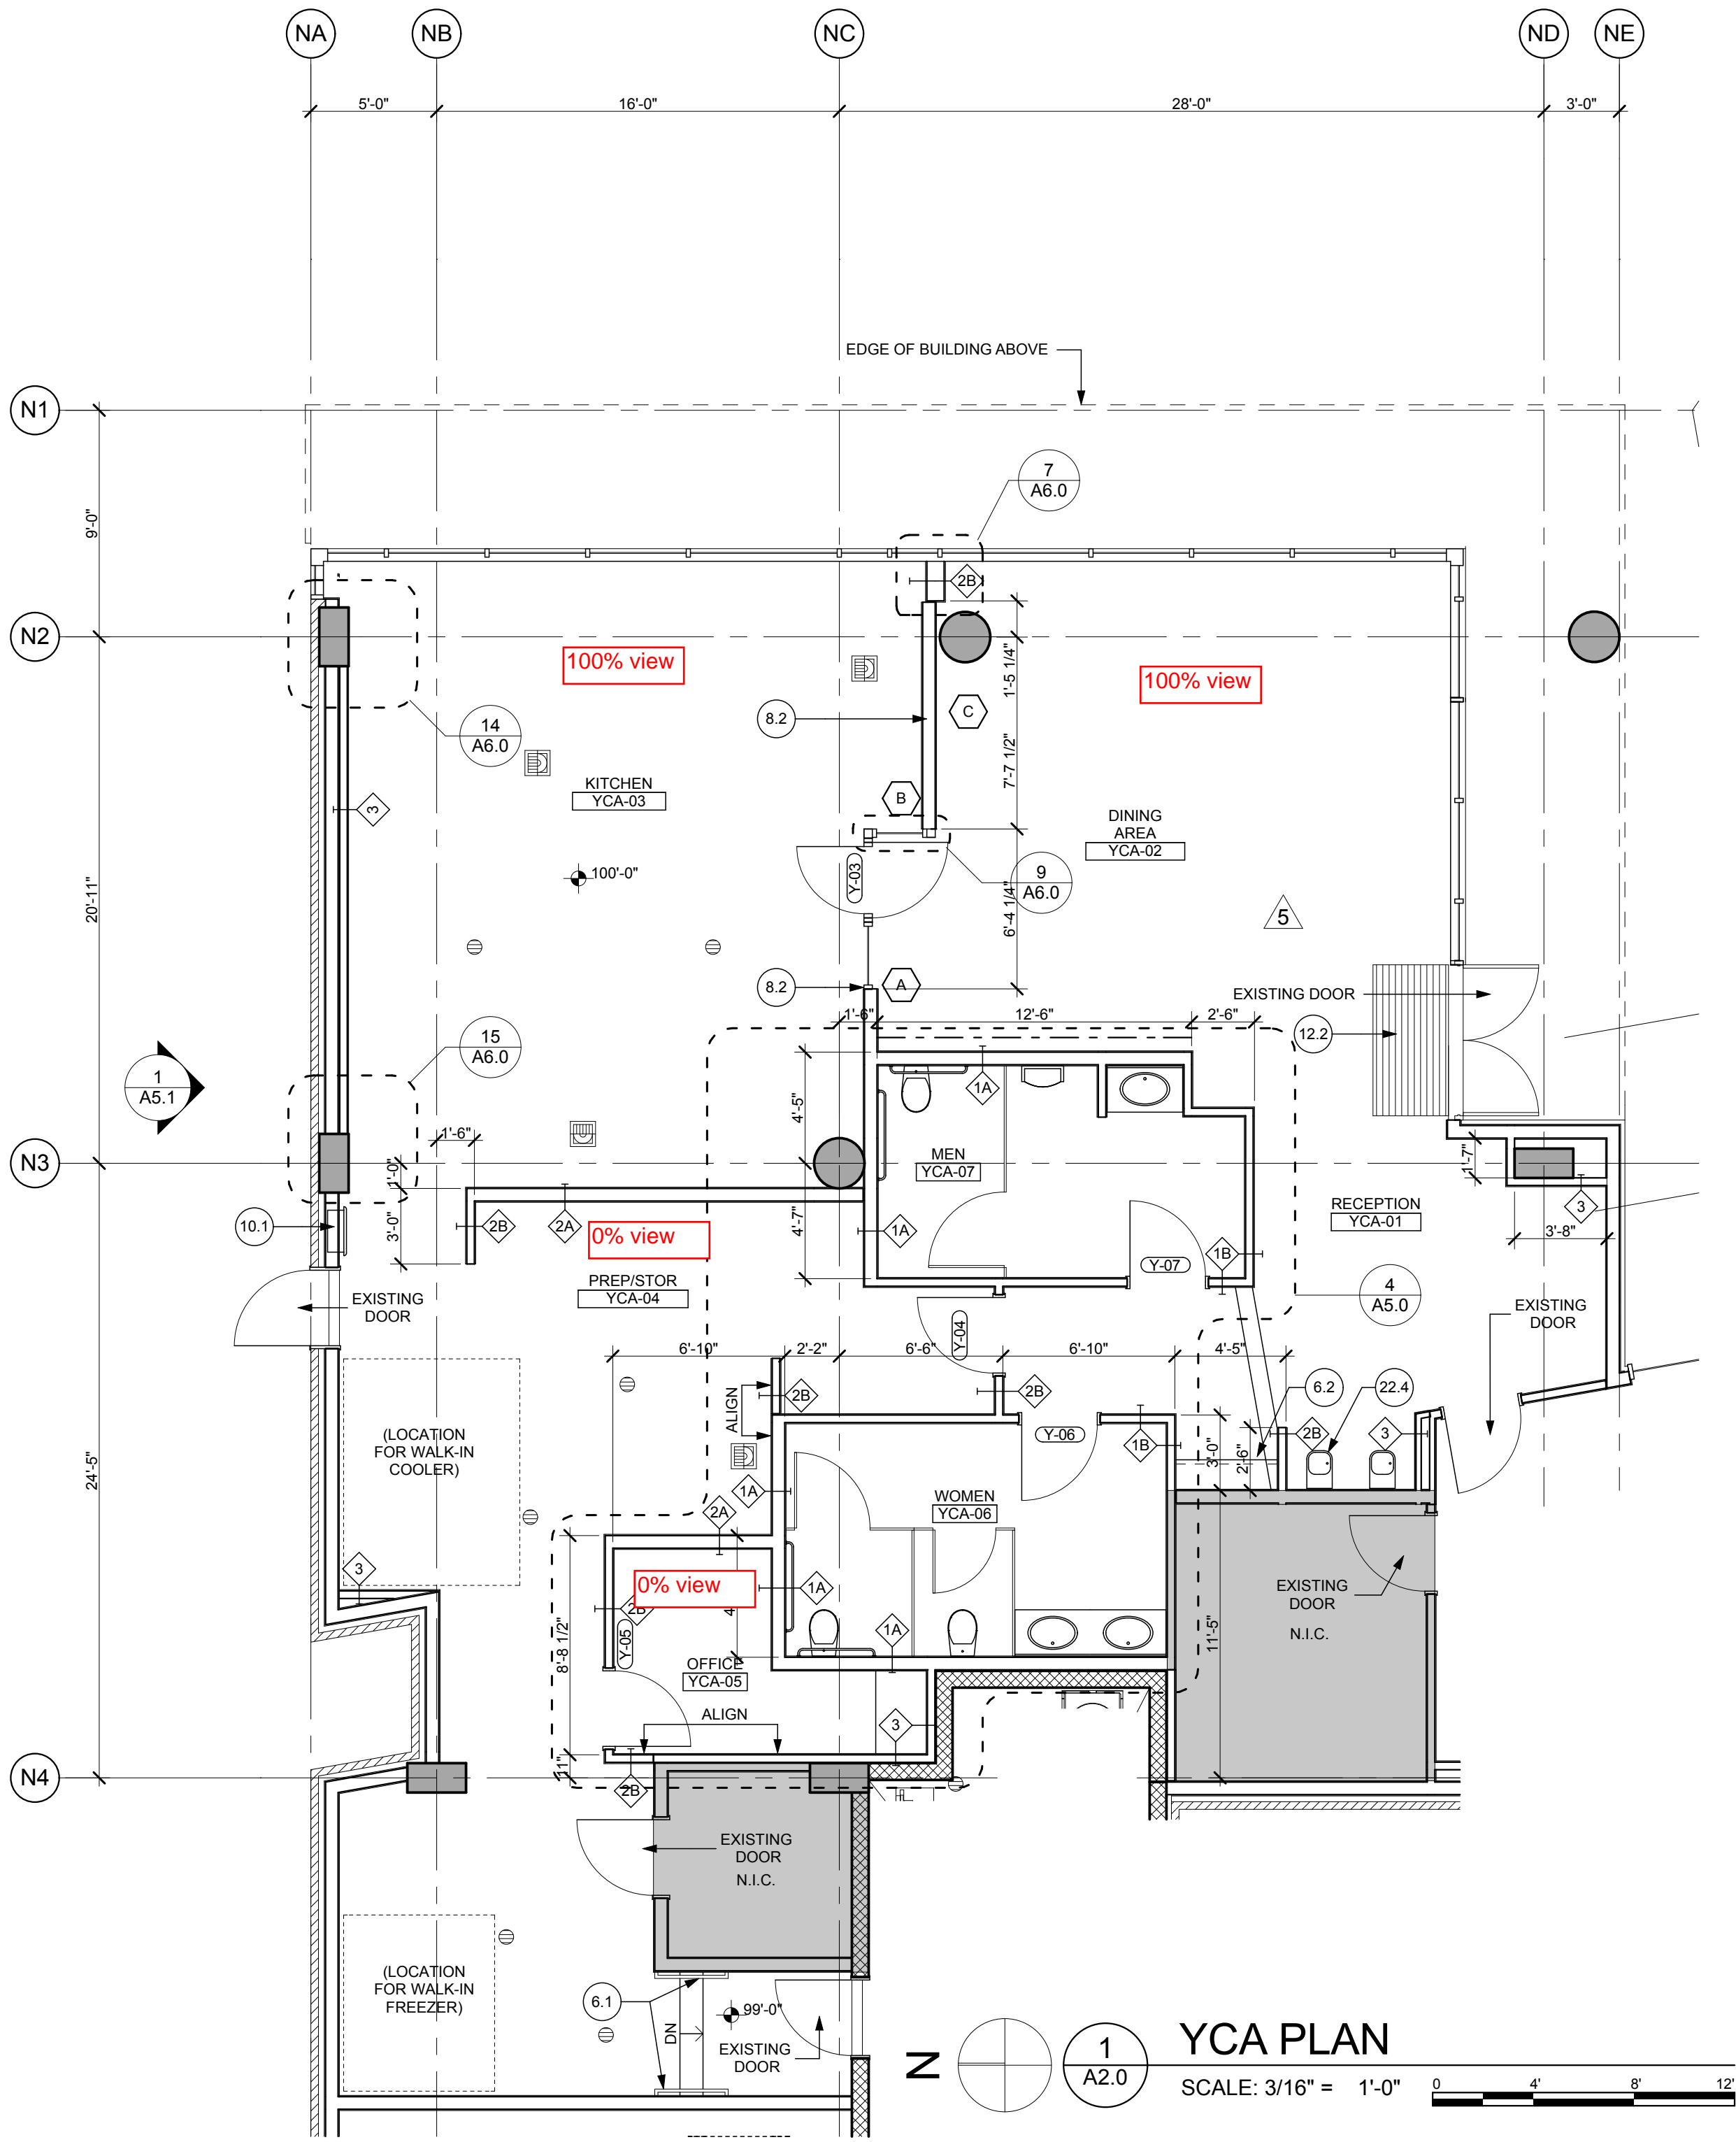 NA
NB
NC
ND
NE
5'-0"
16'-0"
28'-0"
3'-0"
EDGE OF BUILDING ABOVE
N1
9'-0"
7
A6.0
2B
N2
100% view
100% view
1'-5 1/4"
8.2
C
14
A6.0
7'-7 1/2"
KITCHEN
YCA-03
3
B
DINING
AREA
YCA-02
100'-0"
Y-03
9
A6.0
20'-11"
6'-4 1/4"
5
8.2
A
EXISTING DOOR
1'-6"
12'-6"
2'-6"
12.2
15
A6.0
1
A5.1
1A
4'-5"
1'-6"
N3
MEN
YCA-07
1'-7"
1'-0"
RECEPTION
YCA-01
3
10.1
3'-0"
2B
2A
0% view
4'-7"
1A
1B
3'-8"
Y-07
PREP/STOR
YCA-04
4
A5.0
EXISTING
DOOR
EXISTING
DOOR
Y-04
6'-10"
2'-2"
6'-6"
6'-10"
4'-5"
ALIGN
2B
2B
6.2
22.4
(LOCATION
FOR WALK-IN
COOLER)
Y-06
1B
2B
3
3'-0"
2'-6"
24'-5"
1A
2A
WOMEN
YCA-06
3
0% view
1A
EXISTING
DOOR
N.I.C.
2B
4
1A
Y-05
8'-8 1/2"
11'-5"
OFFICE
YCA-05
ALIGN
3
11"
N4
2B
EXISTING
DOOR
N.I.C.
(LOCATION
FOR WALK-IN
FREEZER)
6.1
99'-0"
DN
EXISTING
DOOR
N
1
A2.0
YCA PLAN
SCALE: 3/16" = 1'-0"
0
4'
8'
12'